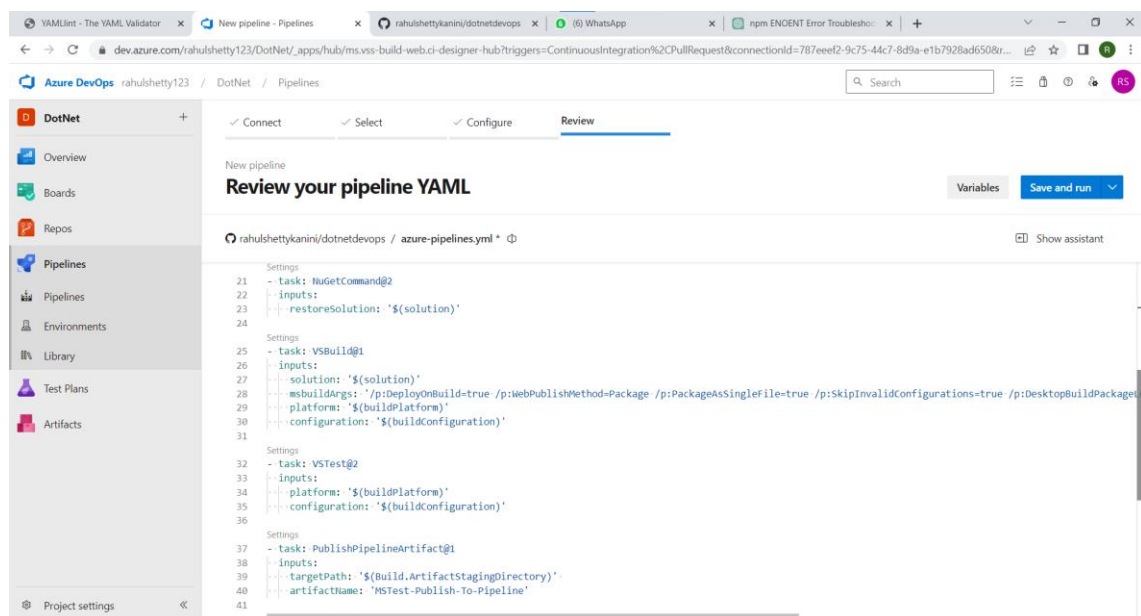 YAMLlint - The YAML Validator
New pipeline - Pipelines
rahulshettykanini/dotnetdevops
(6) WhatsApp
npm ENOENT Error Troubleshoo
dev.azure.com/rahulshetty123/DotNet/_apps/hub/ms.vss-build-web.ci-designer-hub?triggers=ContinuousIntegration%2CPullRequest&connectionId=787eeef2-9c75-44c7-8d9a-e1b7928ad650&r...
R
Azure DevOps rahulshetty123 / DotNet / Pipelines
Search
RS
D DotNet +
Overview
Boards
Repos
Pipelines
Pipelines
Environments
Library
Test Plans
Artifacts
Project settings
Connect Select Configure Review
New pipeline
Review your pipeline YAML
Variables
Save and run
rahulshettykanini/dotnetdevops / azure-pipelines.yml *
Show assistant
Settings
21 - task: NuGetCommand@2
22 inputs:
23 restoreSolution: '$(solution)'
24
Settings
25 - task: VSBuild@1
26 inputs:
27 solution: '$(solution)'
28 msbuildArgs: '/p:DeployOnBuild=true /p:WebPublishMethod=Package /p:PackageAsSingleFile=true /p:SkipInvalidConfigurations=true /p:DesktopBuildPackageL
29 platform: '$(buildPlatform)'
30 configuration: '$(buildConfiguration)'
31
Settings
32 - task: VSTest@2
33 inputs:
34 platform: '$(buildPlatform)'
35 configuration: '$(buildConfiguration)'
36
Settings
37 - task: PublishPipelineArtifact@1
38 inputs:
39 targetPath: '$(Build.ArtifactStagingDirectory)'
40 artifactName: 'MSTest-Publish-To-Pipeline'
41